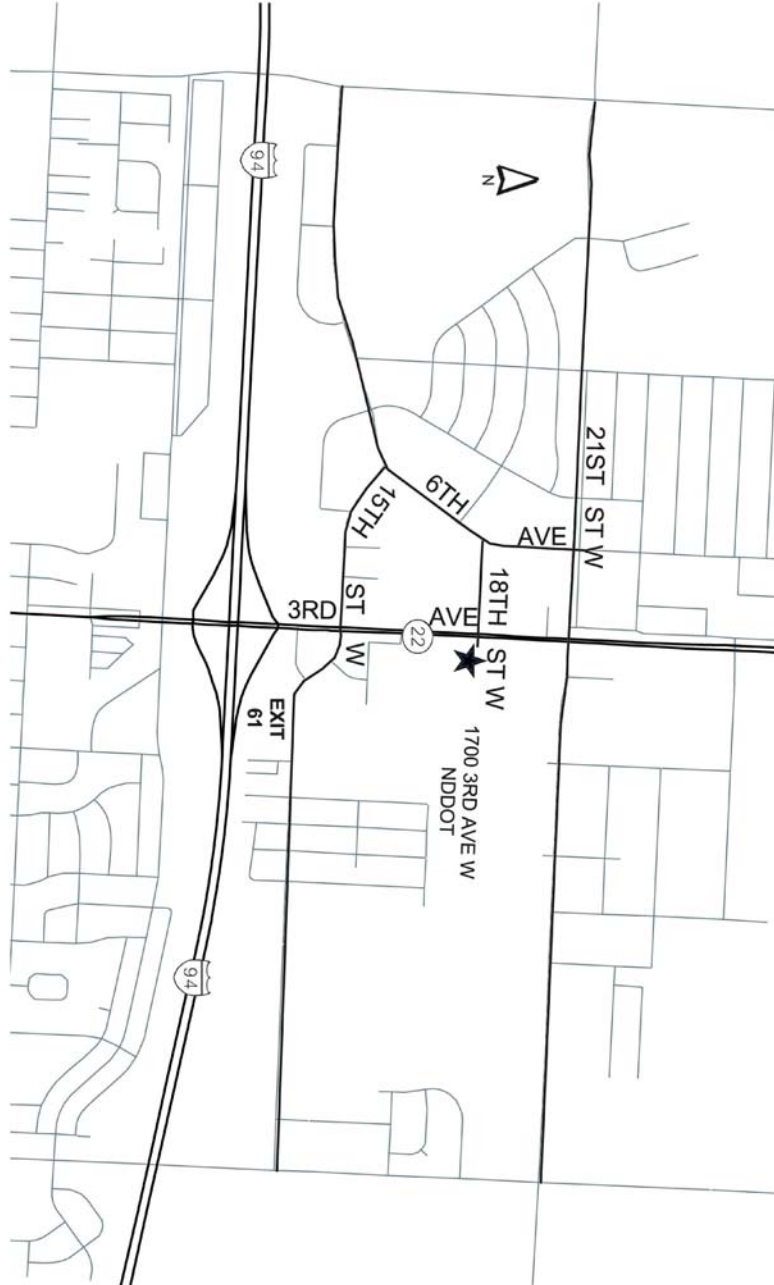 94
N
21ST ST W
6TH AVE
15TH ST W
18TH ST W
3RD AVE
22
EXIT
61
1700 3RD AVE W
NDDOT
94